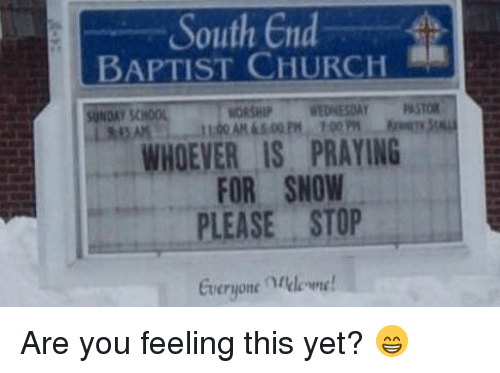 South End
BAPTIST CHURCH
SUNDAY SCHOOL WORSHIP WEDNESDAY PASTOR
9:45 AM 11:00 AM & 6:00 PM 7:00 PM
WHOEVER IS PRAYING
FOR SNOW
PLEASE STOP
Everyone Welcome!
Are you feeling this yet? 😁